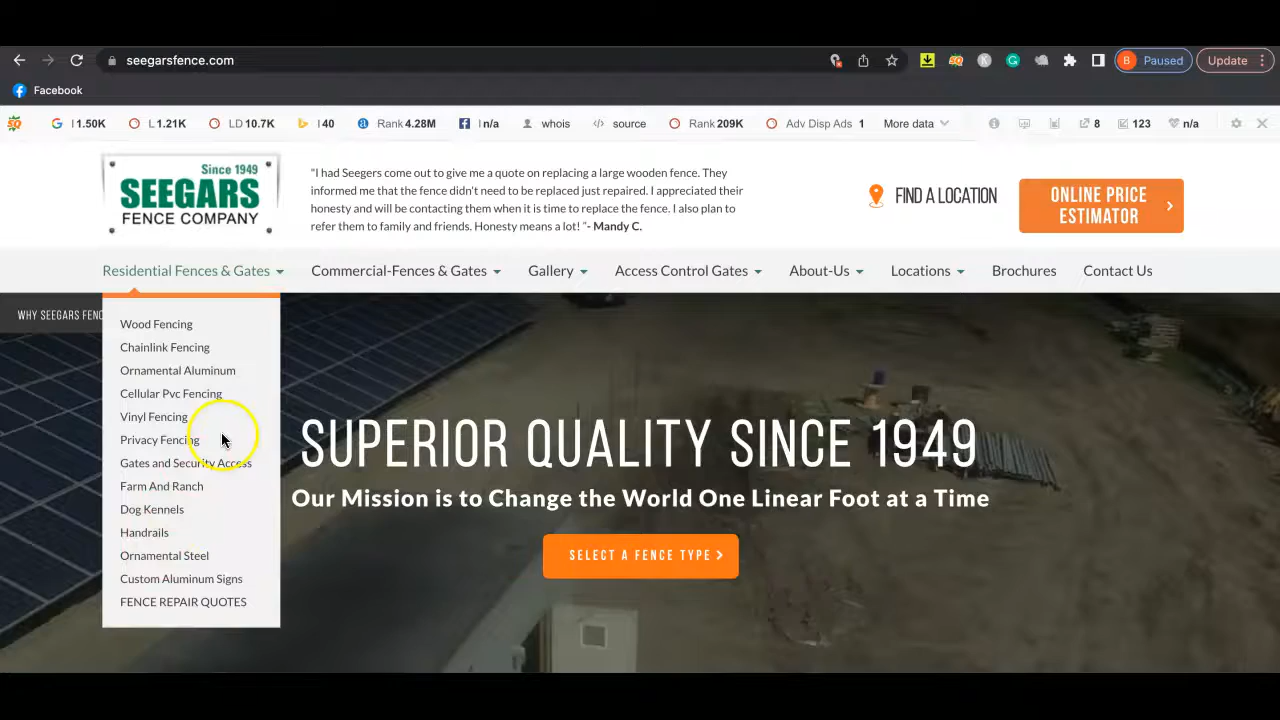 seegarsfence.com
B Paused
Update
Facebook
SQ
G I 1.50K
L 1.21K
LD 10.7K
I 40
a Rank 4.28M
I n/a
whois
source
Rank 209K
Adv Disp Ads 1
More data
8
123
n/a
Since 1949
SEEGARS
FENCE COMPANY
"I had Seegers come out to give me a quote on replacing a large wooden fence. They
informed me that the fence didn't need to be replaced just repaired. I appreciated their
honesty and will be contacting them when it is time to replace the fence. I also plan to
refer them to family and friends. Honesty means a lot! "- Mandy C.
FIND A LOCATION
ONLINE PRICE
ESTIMATOR
Residential Fences & Gates
Commercial-Fences & Gates
Gallery
Access Control Gates
About-Us
Locations
Brochures
Contact Us
WHY SEEGARS FENC
Wood Fencing
Chainlink Fencing
Ornamental Aluminum
Cellular Pvc Fencing
Vinyl Fencing
Privacy Fencing
Gates and Security Access
Farm And Ranch
Dog Kennels
Handrails
Ornamental Steel
Custom Aluminum Signs
FENCE REPAIR QUOTES
SUPERIOR QUALITY SINCE 1949
Our Mission is to Change the World One Linear Foot at a Time
SELECT A FENCE TYPE